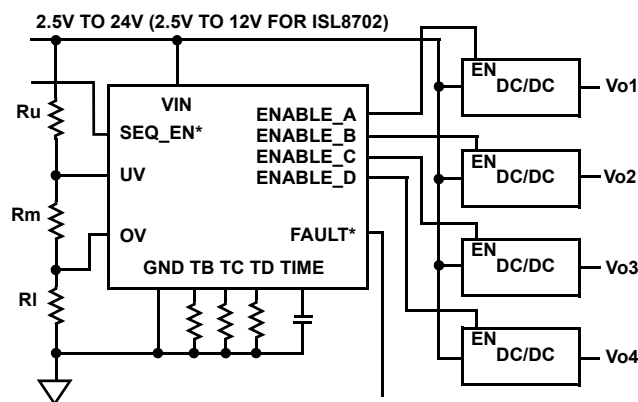 2.5V TO 24V (2.5V TO 12V FOR ISL8702)
EN
DC/DC
Vo1
VIN
Ru
ENABLE_A
SEQ_EN*
ENABLE_B
EN
DC/DC
Vo2
UV
ENABLE_C
ENABLE_D
Rm
OV
FAULT*
EN
DC/DC
Vo3
GND TB TC TD TIME
Rl
EN
DC/DC
Vo4